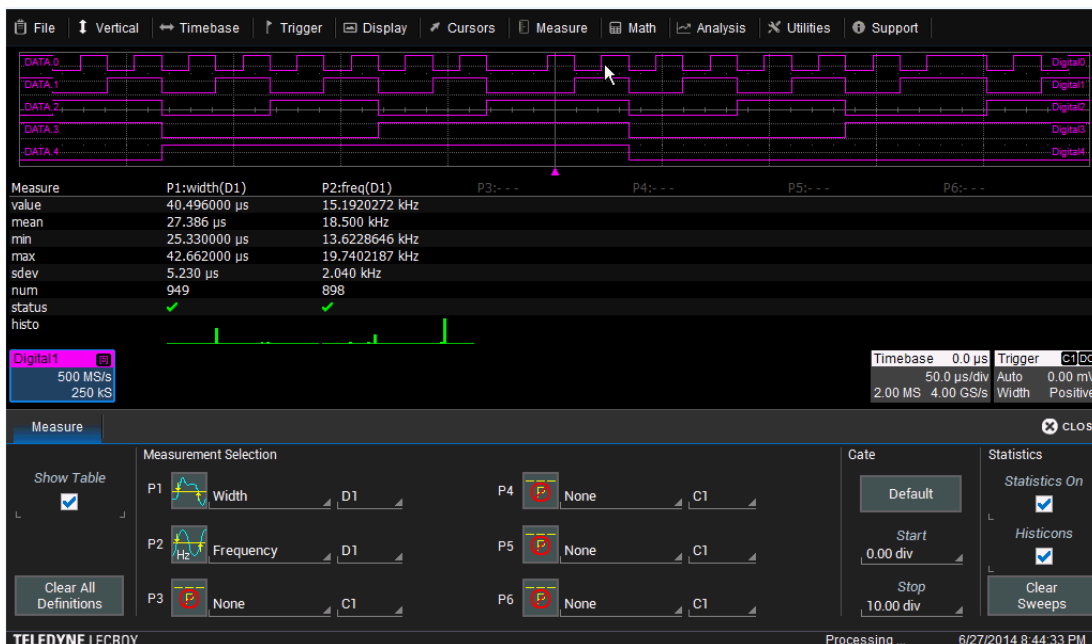 File Vertical Timebase Trigger Display Cursors Measure Math Analysis Utilities Support
DATA.0 Digital0
DATA.1 Digital1
DATA.2 Digital2
DATA.3 Digital3
DATA.4 Digital4
Measure P1:width(D1) P2:freq(D1) P3:- - - P4:- - - P5:- - - P6:- - -
value 40.496000 µs 15.1920272 kHz
mean 27.386 µs 18.500 kHz
min 25.330000 µs 13.6228646 kHz
max 42.662000 µs 19.7402187 kHz
sdev 5.230 µs 2.040 kHz
num 949 898
status
histo
Digital1
500 MS/s
250 kS
Timebase 0.0 µs
50.0 µs/div
2.00 MS 4.00 GS/s
Trigger C1 DC
Auto 0.00 mV
Width Positive
Measure CLOS
Show Table
Clear All
Definitions
Measurement Selection
P1 Width D1
P2 Hz Frequency D1
P3 P None C1
P4 P None C1
P5 P None C1
P6 P None C1
Gate
Default
Start
0.00 div
Stop
10.00 div
Statistics
Statistics On
Histicons
Clear
Sweeps
TELEDYNE LECROY Processing ... 6/27/2014 8:44:33 PM